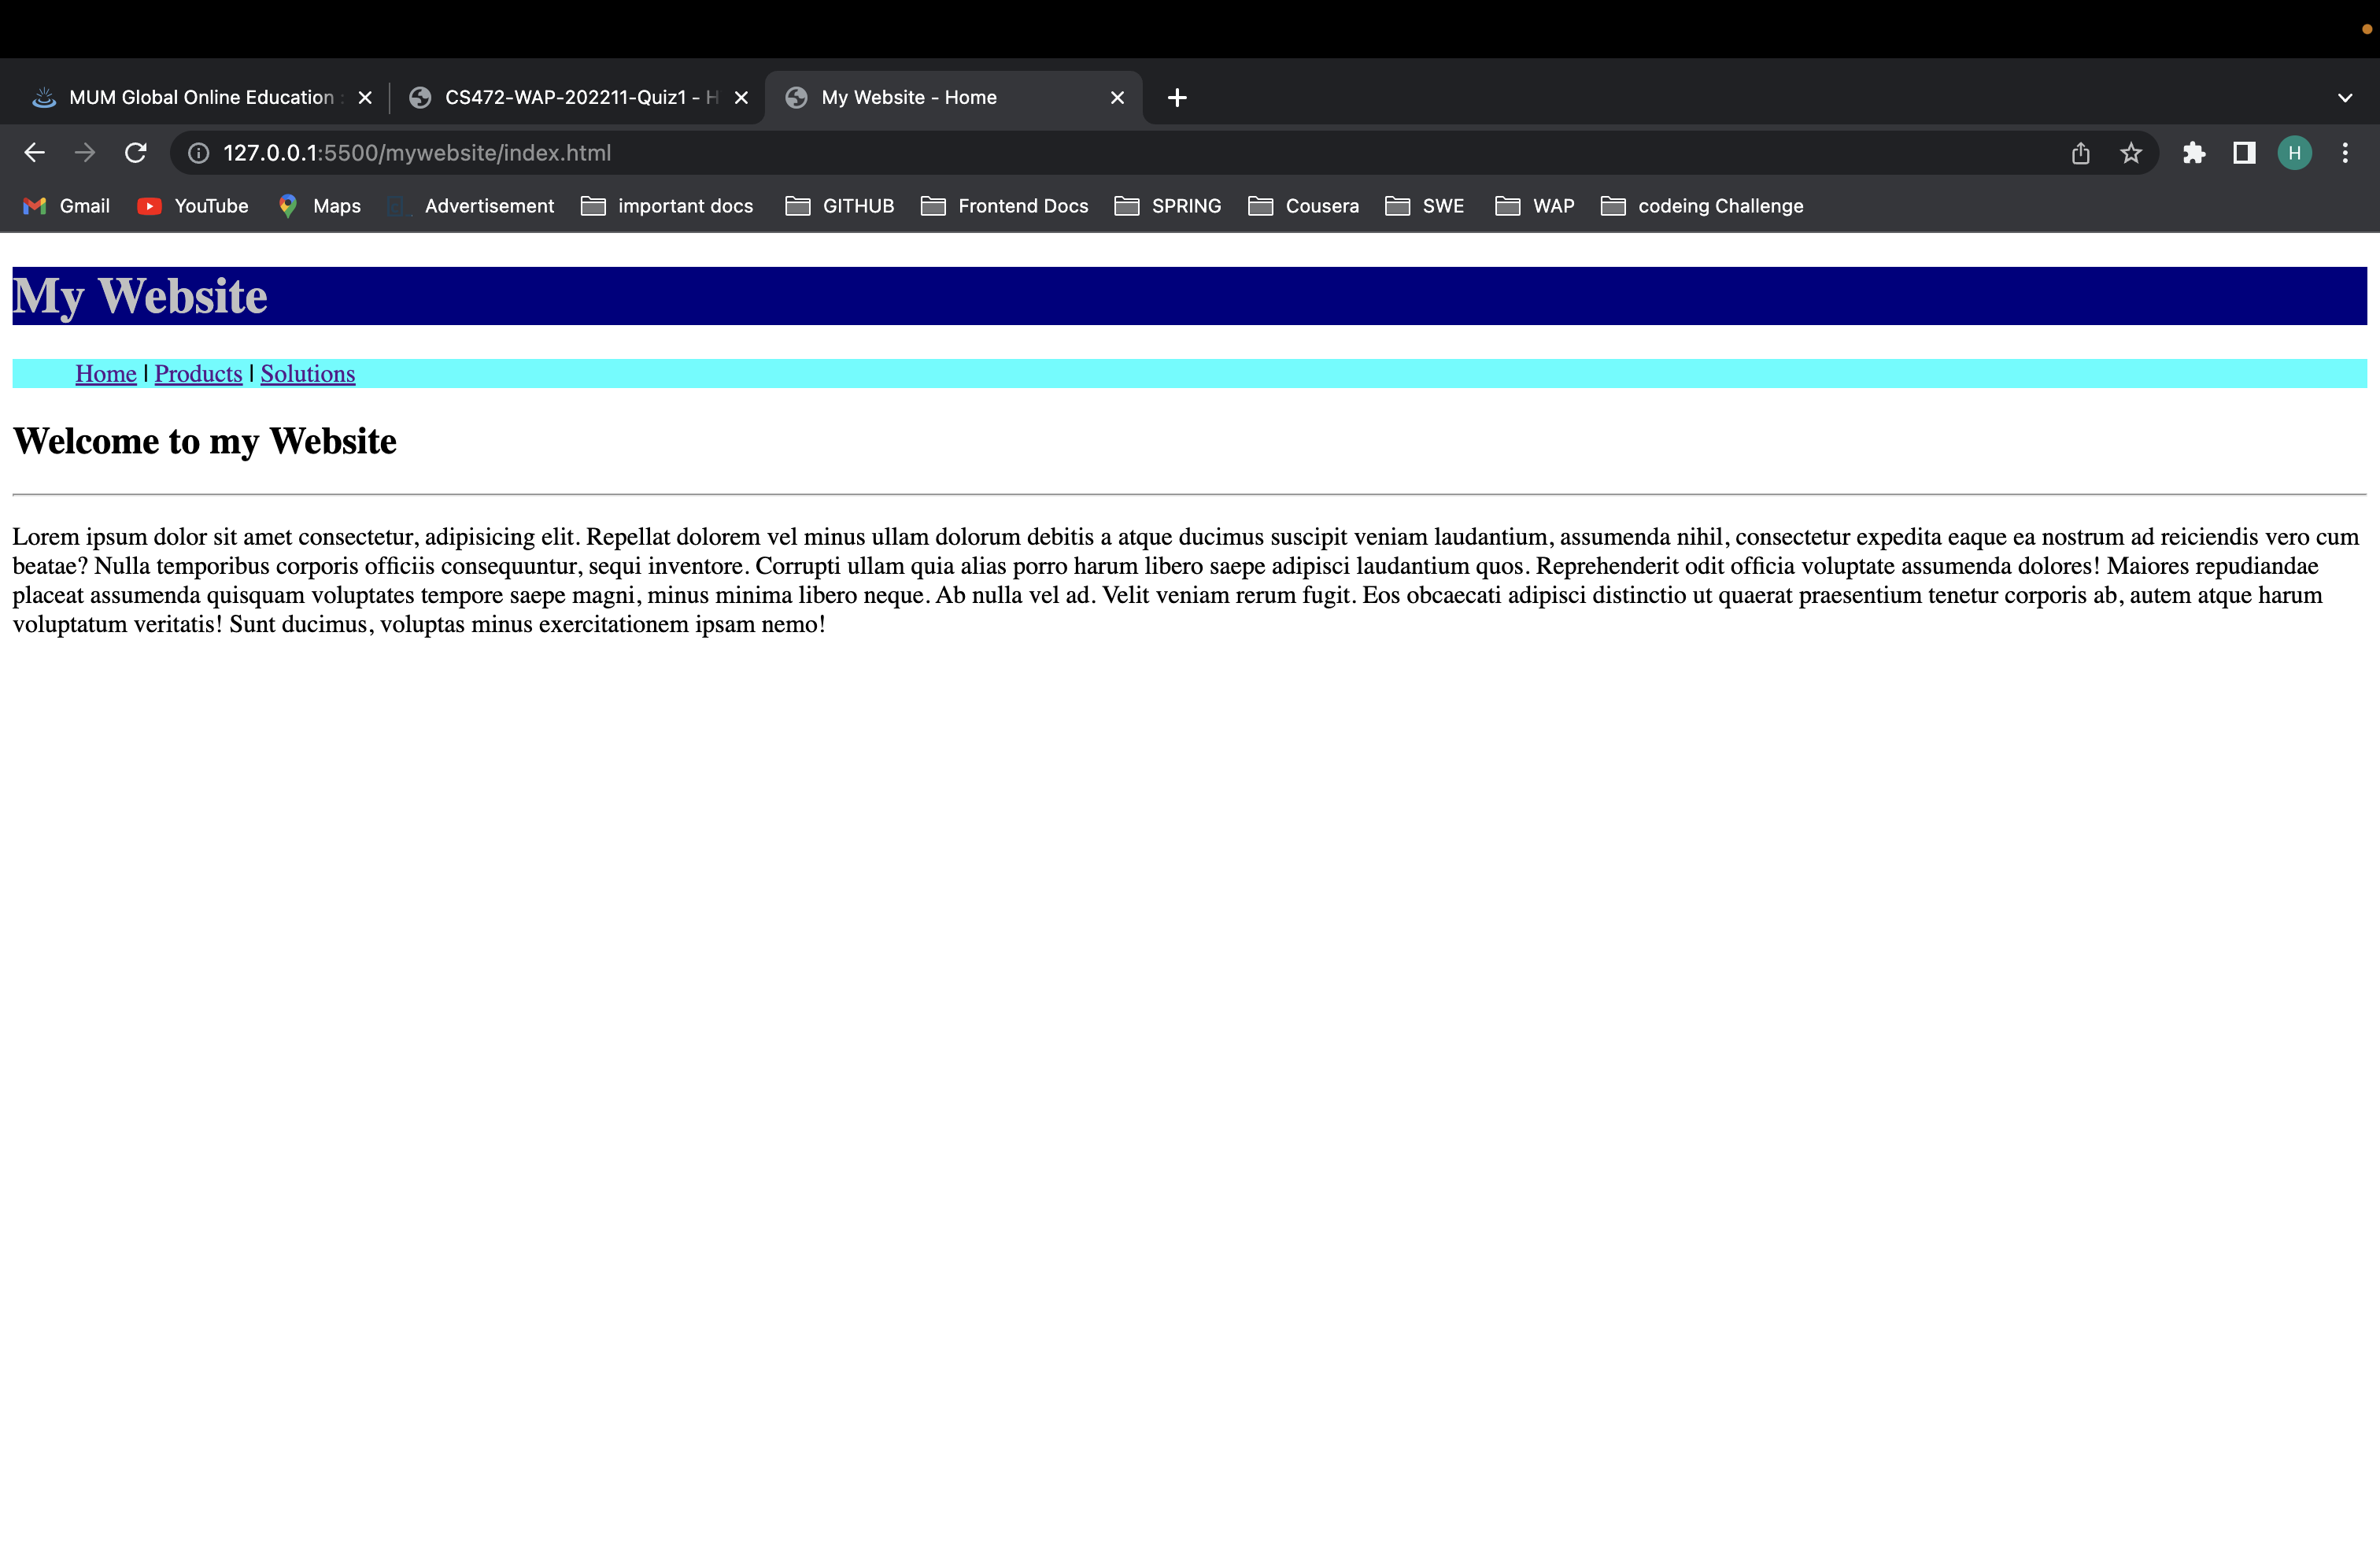 MUM Global Online Education :
CS472-WAP-202211-Quiz1 - H
My Website - Home
127.0.0.1:5500/mywebsite/index.html
H
Gmail YouTube Maps Advertisement important docs GITHUB Frontend Docs SPRING Cousera SWE WAP codeing Challenge
My Website
Home | Products | Solutions
Welcome to my Website
Lorem ipsum dolor sit amet consectetur, adipisicing elit. Repellat dolorem vel minus ullam dolorum debitis a atque ducimus suscipit veniam laudantium, assumenda nihil, consectetur expedita eaque ea nostrum ad reiciendis vero cum
beatae? Nulla temporibus corporis officiis consequuntur, sequi inventore. Corrupti ullam quia alias porro harum libero saepe adipisci laudantium quos. Reprehenderit odit officia voluptate assumenda dolores! Maiores repudiandae
placeat assumenda quisquam voluptates tempore saepe magni, minus minima libero neque. Ab nulla vel ad. Velit veniam rerum fugit. Eos obcaecati adipisci distinctio ut quaerat praesentium tenetur corporis ab, autem atque harum
voluptatum veritatis! Sunt ducimus, voluptas minus exercitationem ipsam nemo!